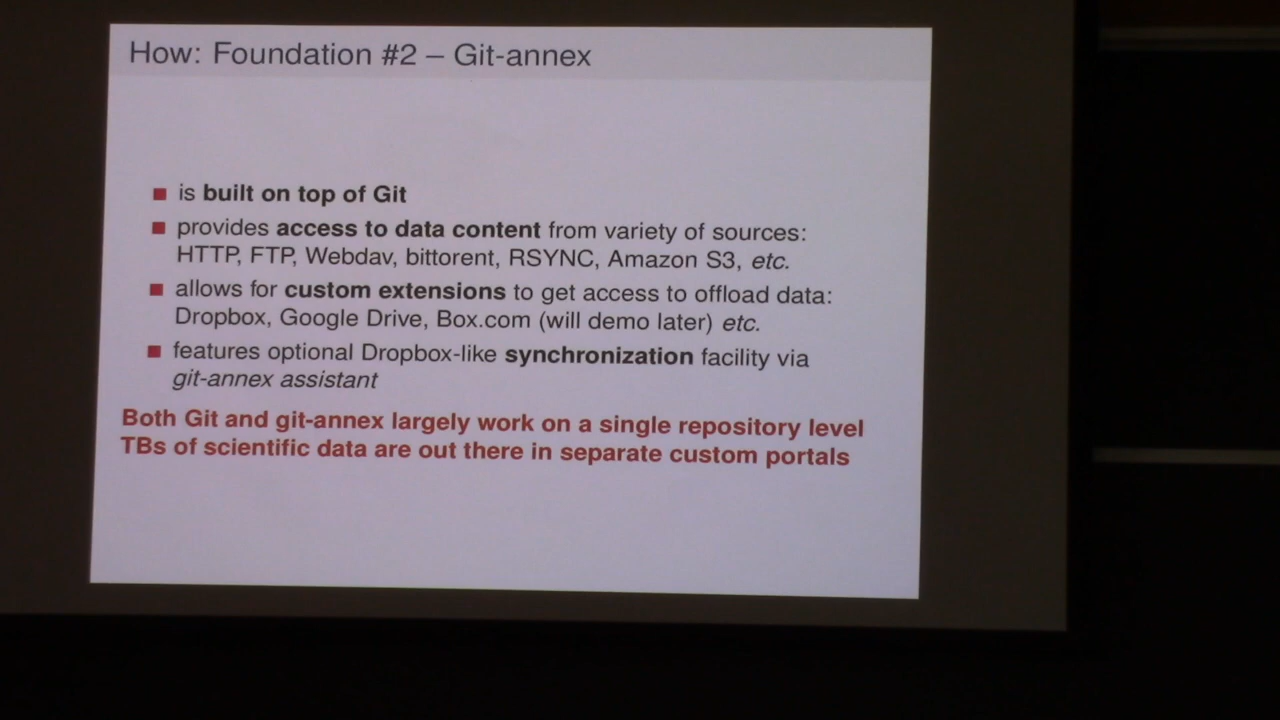 How: Foundation #2 – Git-annex
is built on top of Git
provides access to data content from variety of sources:
HTTP, FTP, Webdav, bittorent, RSYNC, Amazon S3, etc.
allows for custom extensions to get access to offload data:
Dropbox, Google Drive, Box.com (will demo later) etc.
features optional Dropbox-like synchronization facility via
git-annex assistant
Both Git and git-annex largely work on a single repository level
TBs of scientific data are out there in separate custom portals